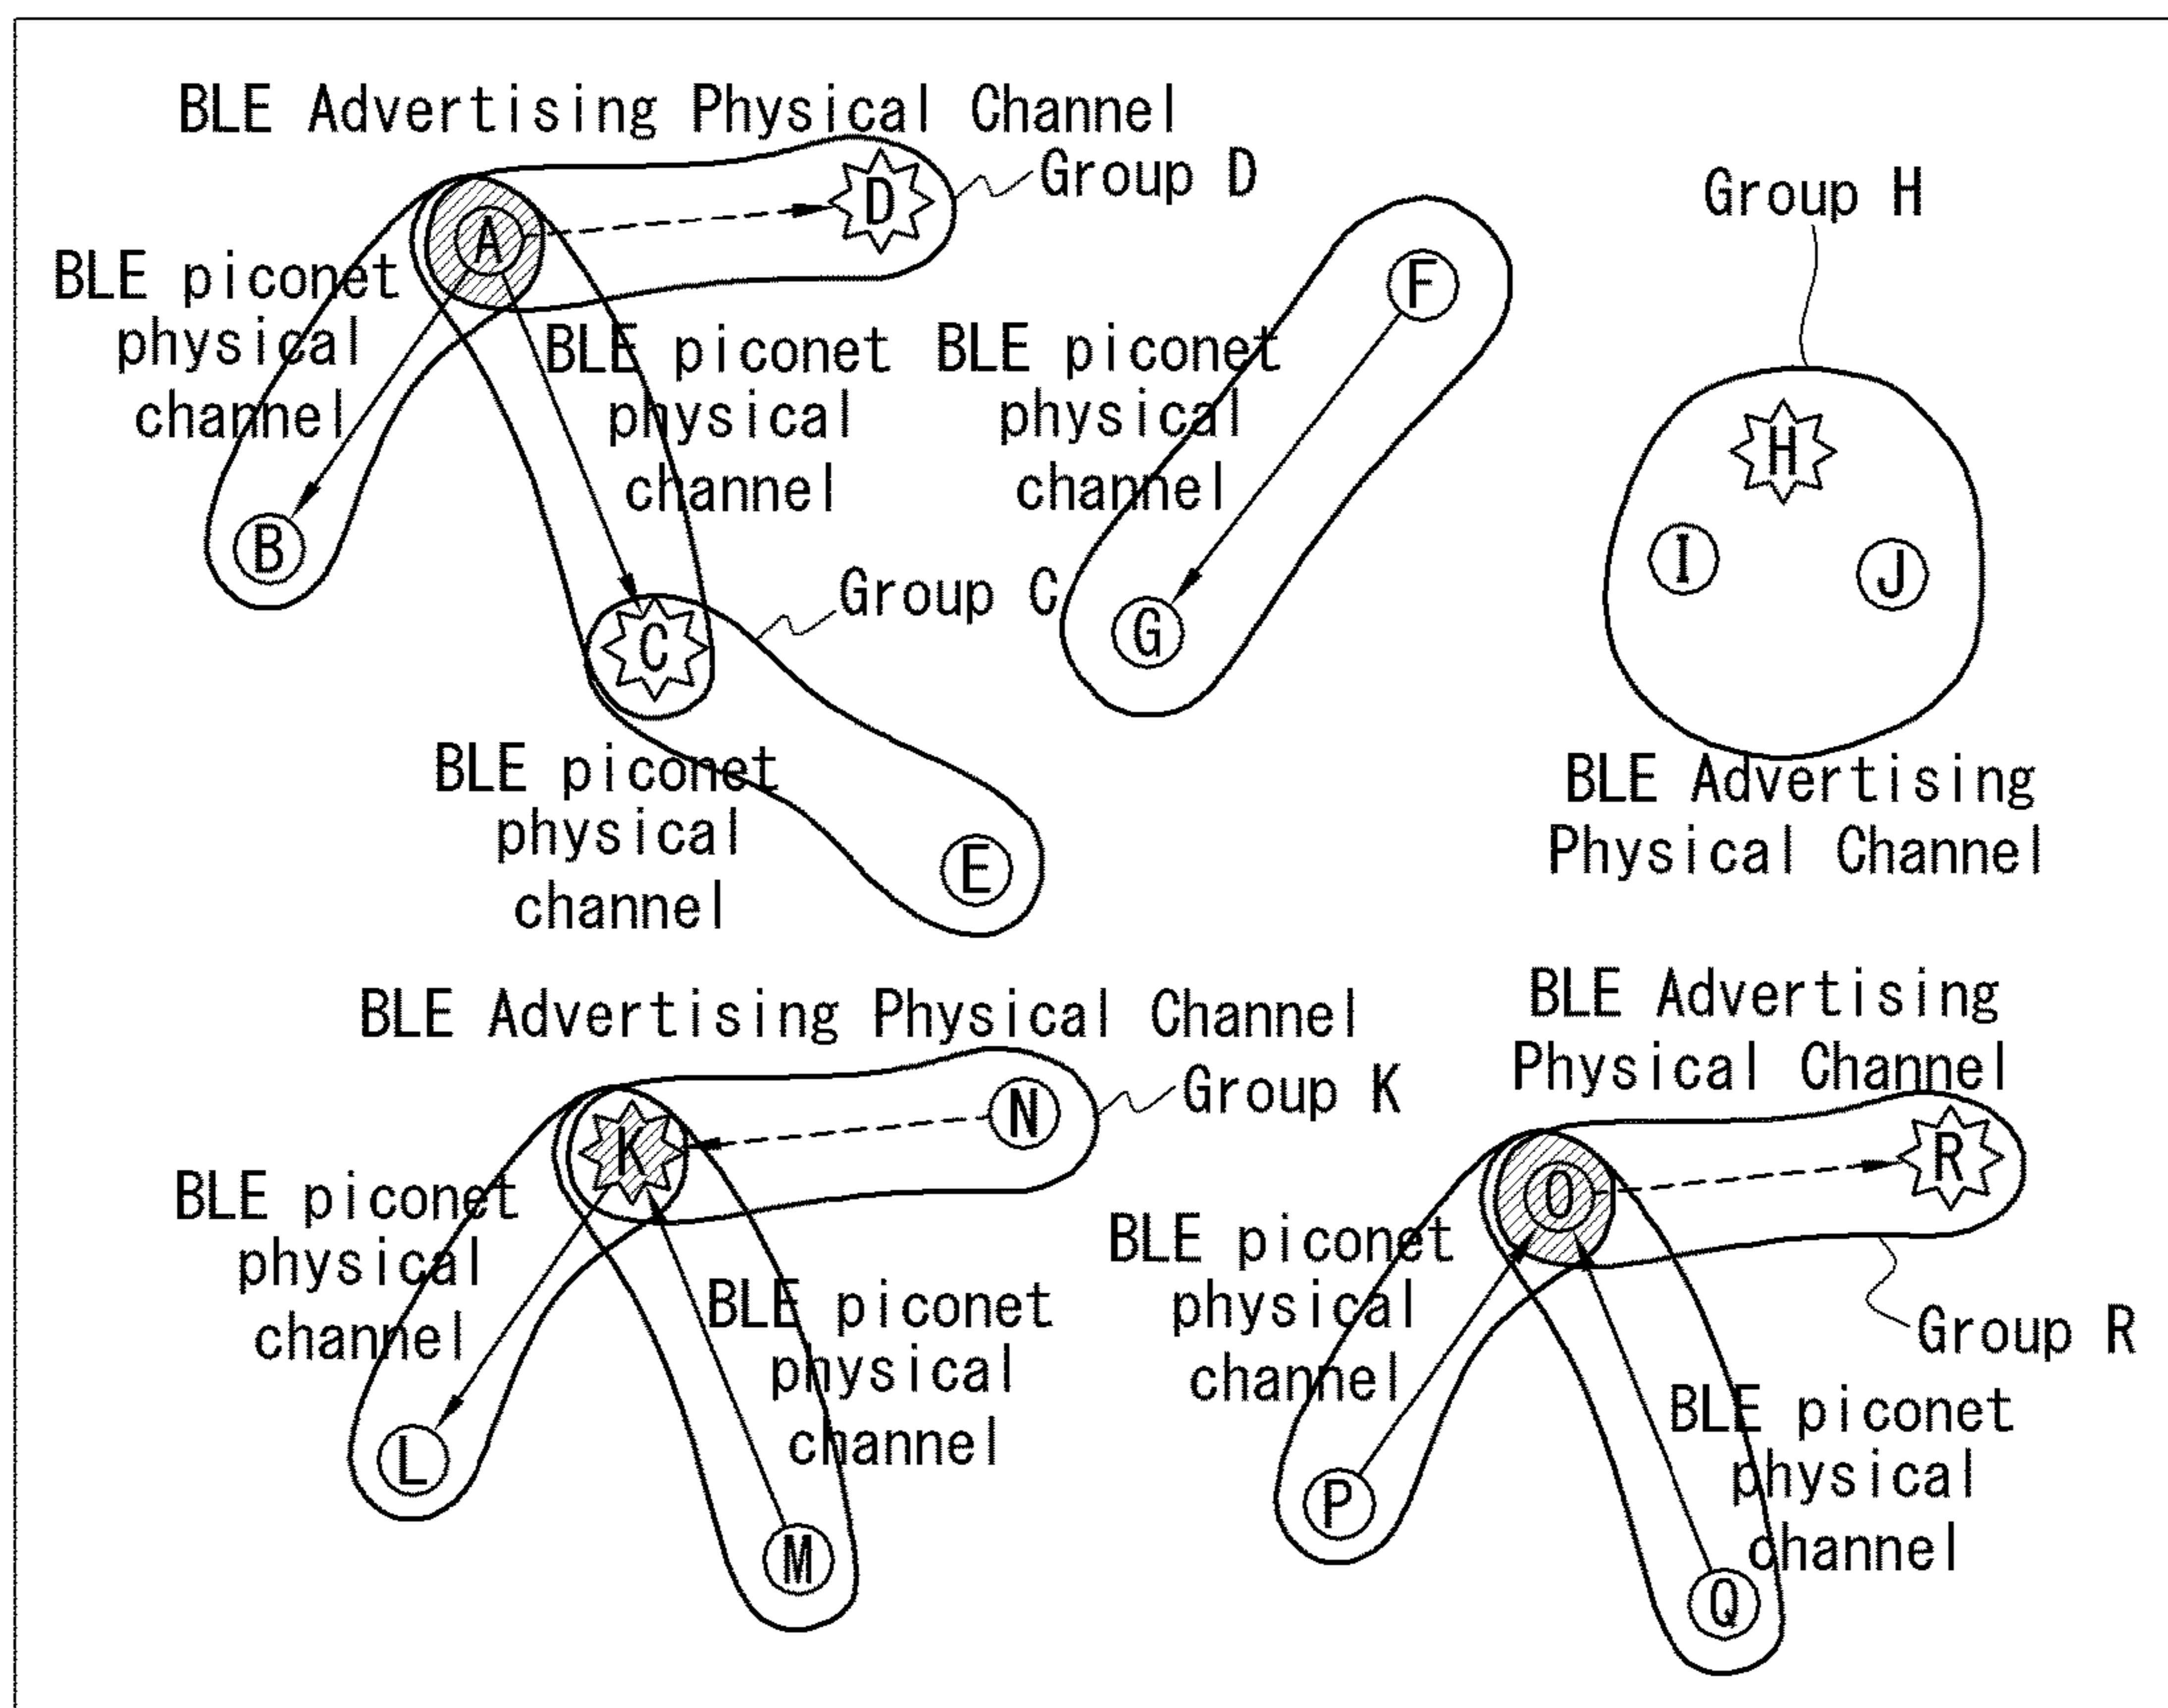 BLE Advertising Physical Channel
Group D
A
D
BLE piconet
physical
channel
BLE piconet
physical
channel
B
Group C
C
BLE piconet
physical
channel
E
BLE piconet
physical
channel
F
G
Group H
H
I
J
BLE Advertising
Physical Channel
BLE Advertising Physical Channel
Group K
K
N
BLE piconet
physical
channel
BLE piconet
physical
channel
L
M
BLE Advertising
Physical Channel
O
R
Group R
BLE piconet
physical
channel
BLE piconet
physical
channel
P
Q